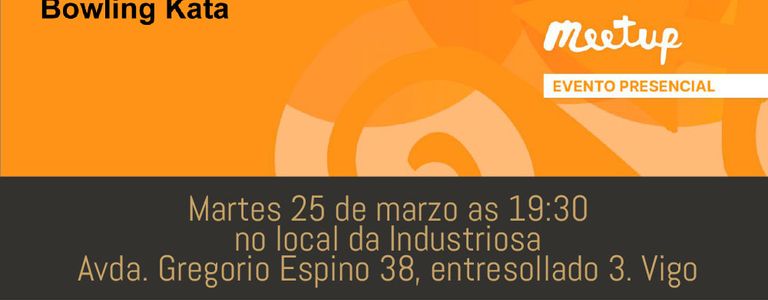 Bowling Kata
meetup
EVENTO PRESENCIAL
Martes 25 de marzo as 19:30
no local da Industriosa
Avda. Gregorio Espino 38, entresollado 3. Vigo